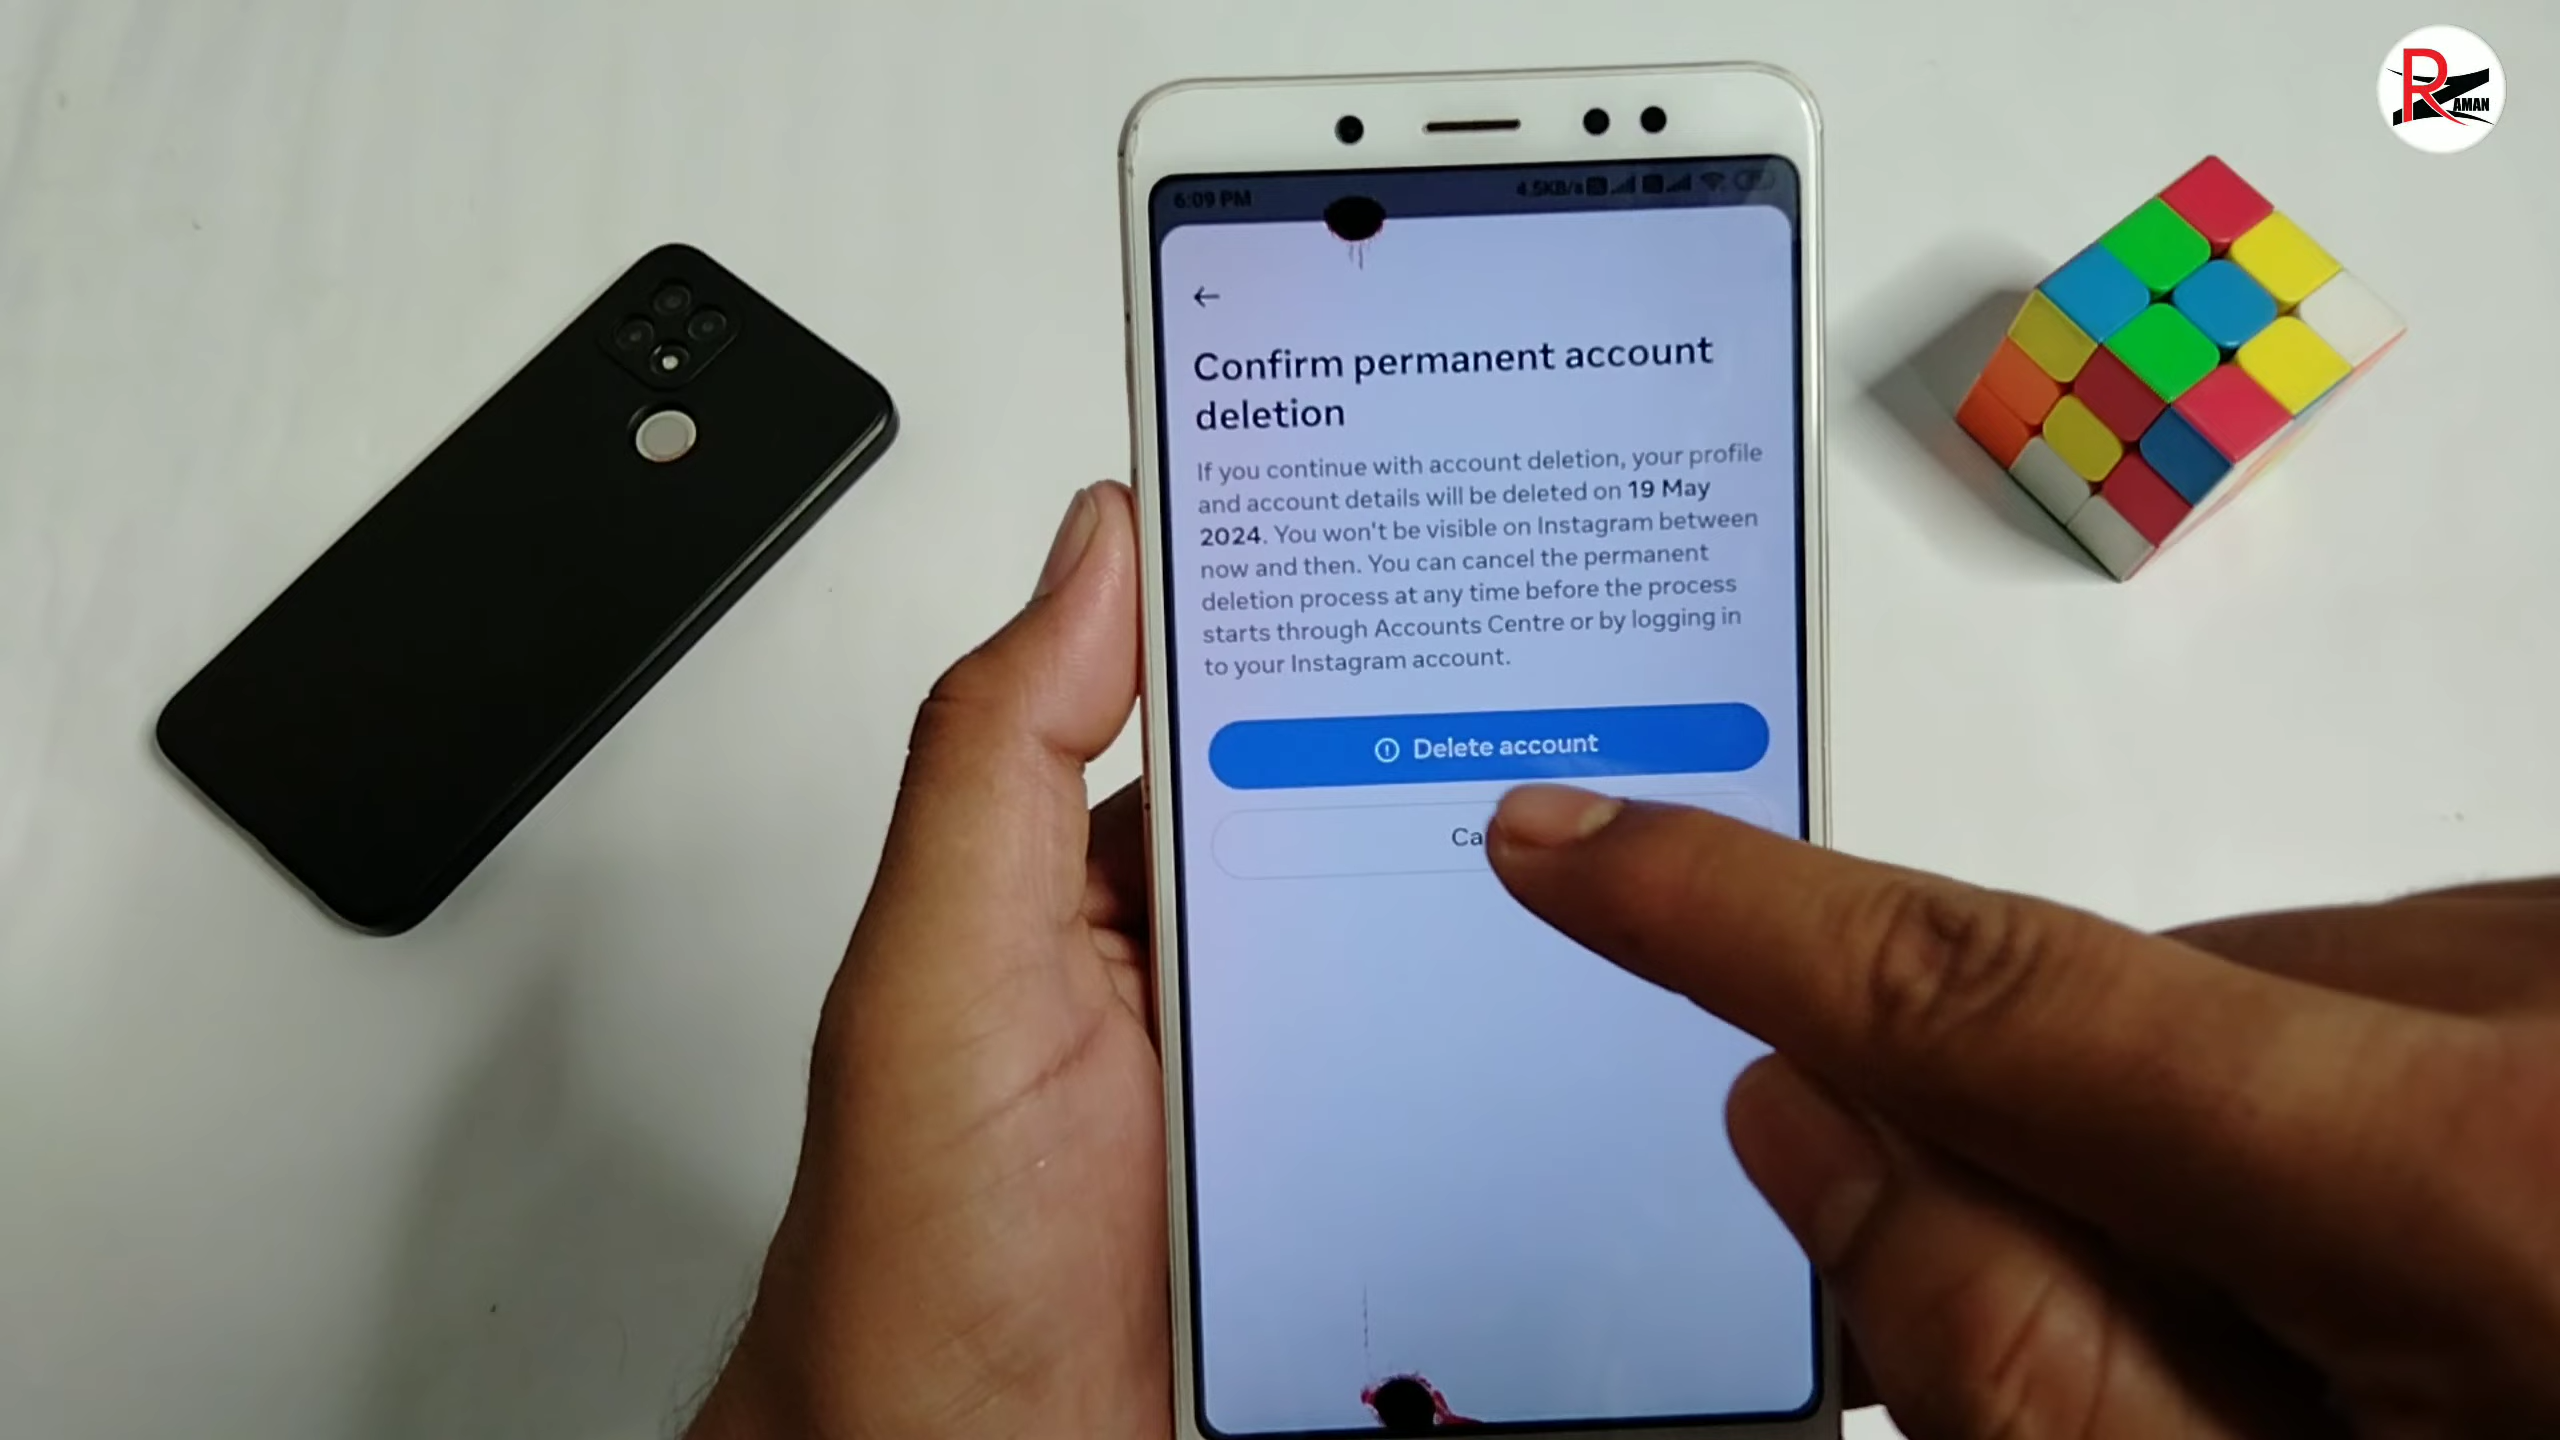 R
AMAN
6:09 PM
4.5KB/s
Confirm permanent account
deletion
If you continue with account deletion, your profile
and account details will be deleted on 19 May
2024. You won't be visible on Instagram between
now and then. You can cancel the permanent
deletion process at any time before the process
starts through Accounts Centre or by logging in
to your Instagram account.
Delete account
Ca